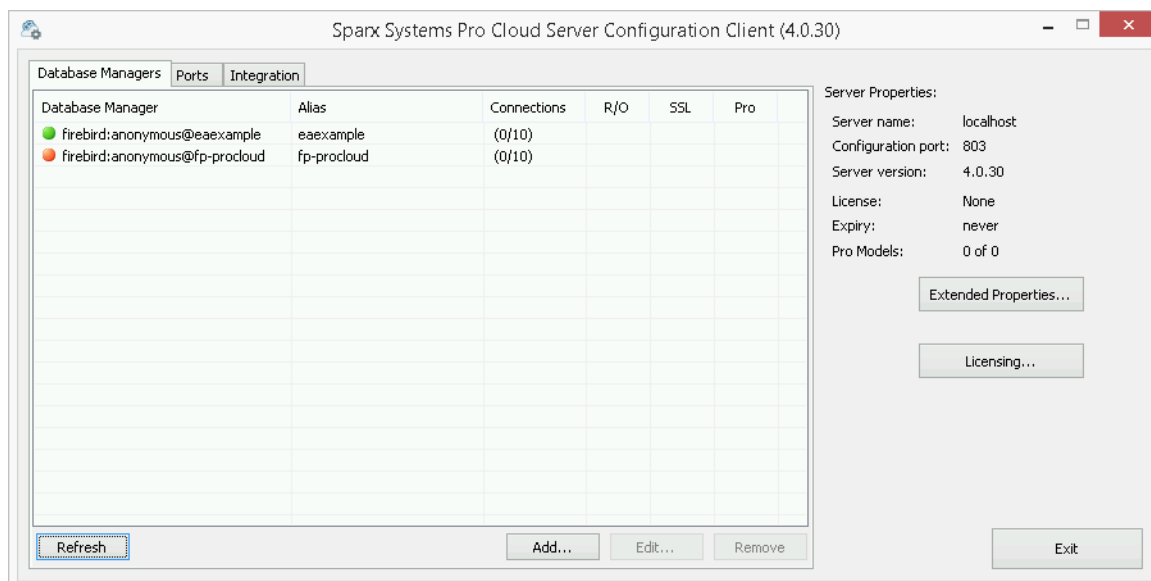 Sparx Systems Pro Cloud Server Configuration Client (4.0.30)
Database Managers Ports Integration
Database Manager Alias Connections R/O SSL Pro
firebird:anonymous@eaexample eaexample (0/10)
firebird:anonymous@fp-procloud fp-procloud (0/10)
Refresh Add... Edit... Remove
Server Properties:
Server name: localhost
Configuration port: 803
Server version: 4.0.30
License: None
Expiry: never
Pro Models: 0 of 0
Extended Properties...
Licensing...
Exit